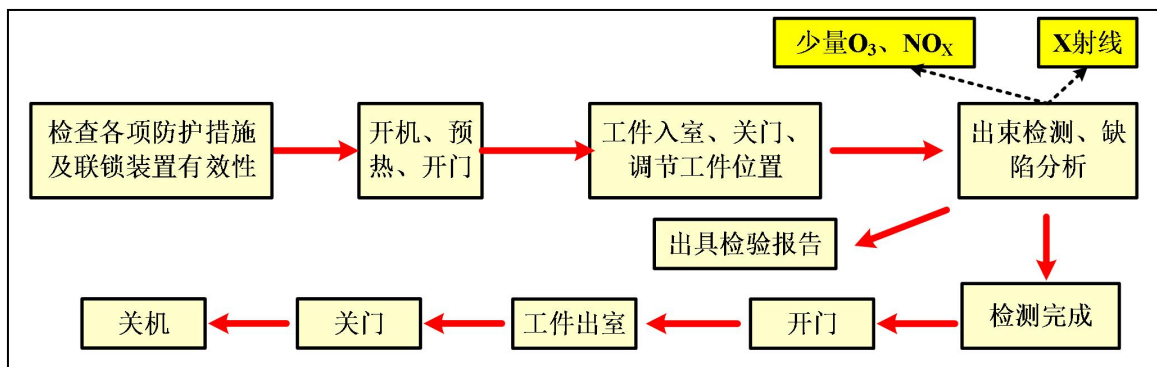 少量O₃、NOX
X射线
检查各项防护措施
及联锁装置有效性
开机、预
热、开门
工件入室、关门、
调节工件位置
出束检测、缺
陷分析
出具检验报告
检测完成
开门
工件出室
关门
关机